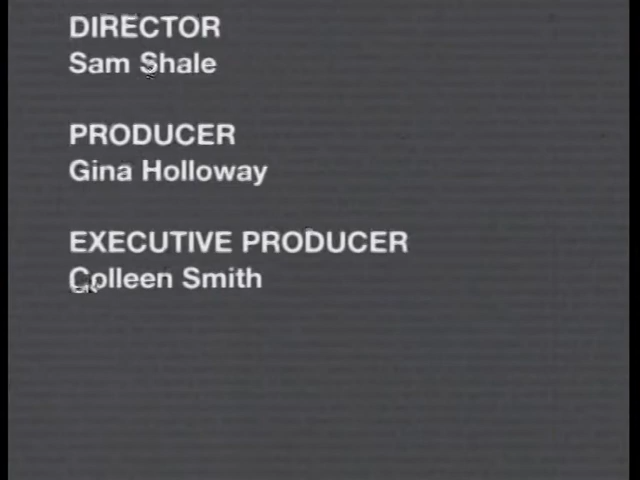 DIRECTOR
Sam Shale
PRODUCER
Gina Holloway
EXECUTIVE PRODUCER
Colleen Smith